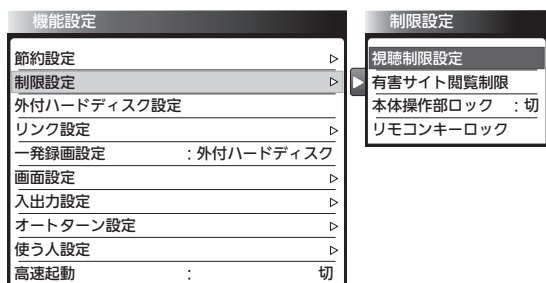 機能設定
節約設定
制限設定
外付ハードディスク設定
リンク設定
一発録画設定 :外付ハードディスク
画面設定
入出力設定
オートターン設定
使う人設定
高速起動 : 切
制限設定
視聴制限設定
有害サイト閲覧制限
本体操作部ロック :切
リモコンキーロック